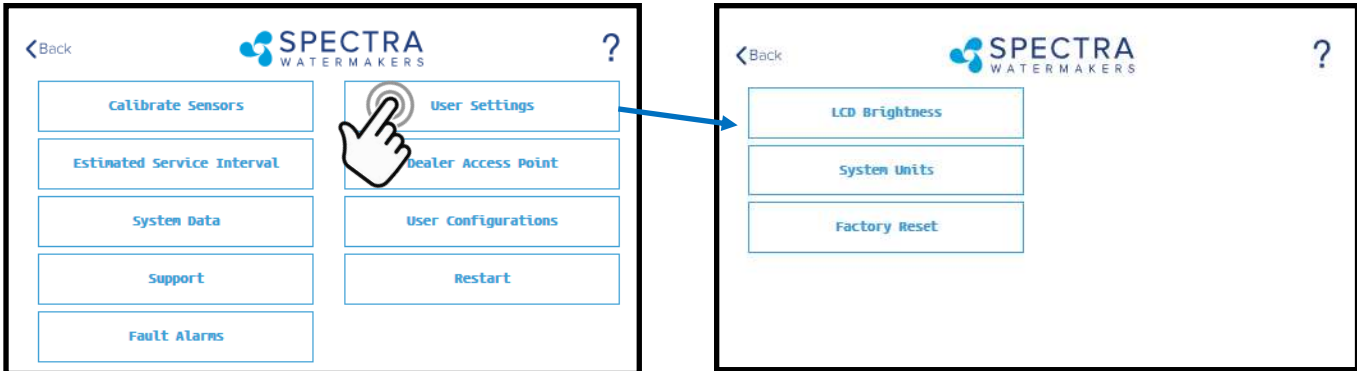 Back
SPECTRA
WATERMAKERS
?
Calibrate Sensors
User Settings
Estimated Service Interval
Dealer Access Point
System Data
User Configurations
Support
Restart
Fault Alarms
Back
SPECTRA
WATERMAKERS
?
LCD Brightness
System Units
Factory Reset